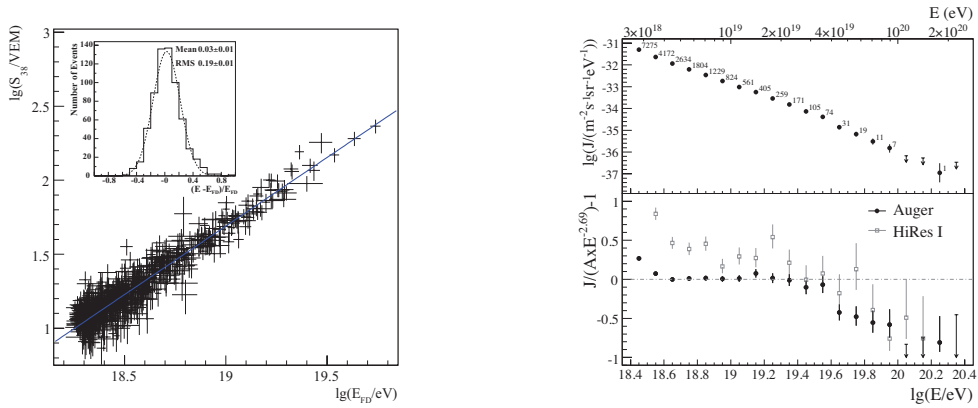 lg(S38/VEM)
3
2.5
2
1.5
1
18.5 19 19.5
lg(EFD/eV)
Number of Events
140
120
100
80
60
40
20
0
Mean 0.03±0.01
RMS 0.19±0.01
-0.8 -0.4 -0 0.4 0.8
(E -EFD)/EFD
E (eV)
3×10^18 10^19 2×10^19 4×10^19 10^20 2×10^20
lg(J/(m-2s-1sr-1eV-1)
-31
-32
-33
-34
-35
-36
-37
7275
4172
2634
1804
1229
824
561
405
259
171
105
74
31
19
11
7
1
J/(AxE-2.69)-1
1
0.5
0
-0.5
-1
Auger
HiRes I
18.4 18.6 18.8 19 19.2 19.4 19.6 19.8 20 20.2 20.4
lg(E/eV)